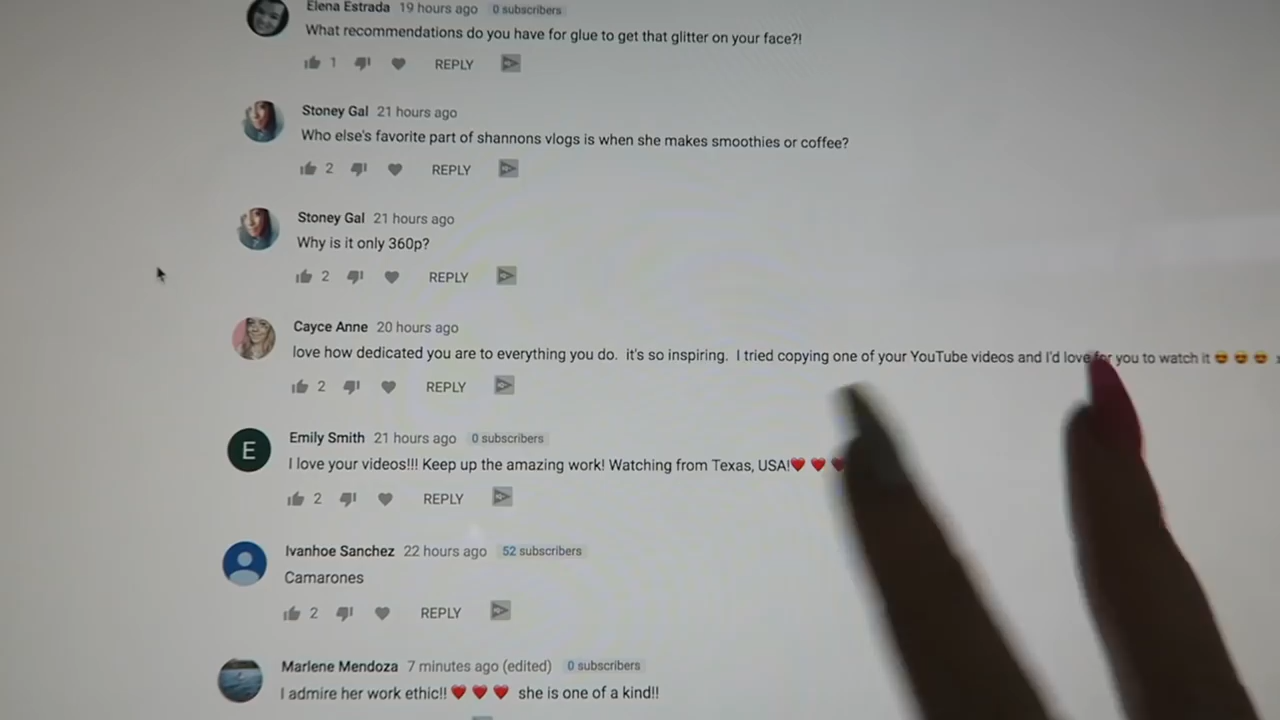 Elena Estrada 19 hours ago 0 subscribers
What recommendations do you have for glue to get that glitter on your face?!
1 REPLY
Stoney Gal 21 hours ago
Who else's favorite part of shannons vlogs is when she makes smoothies or coffee?
2 REPLY
Stoney Gal 21 hours ago
Why is it only 360p?
2 REPLY
Cayce Anne 20 hours ago
love how dedicated you are to everything you do. it's so inspiring. I tried copying one of your YouTube videos and I'd love for you to watch it 😍 😍 😍
2 REPLY
E
Emily Smith 21 hours ago 0 subscribers
I love your videos!!! Keep up the amazing work! Watching from Texas, USA!❤️ ❤️ ❤️
2 REPLY
Ivanhoe Sanchez 22 hours ago 52 subscribers
Camarones
2 REPLY
Marlene Mendoza 7 minutes ago (edited) 0 subscribers
I admire her work ethic!! ❤️ ❤️ ❤️ she is one of a kind!!